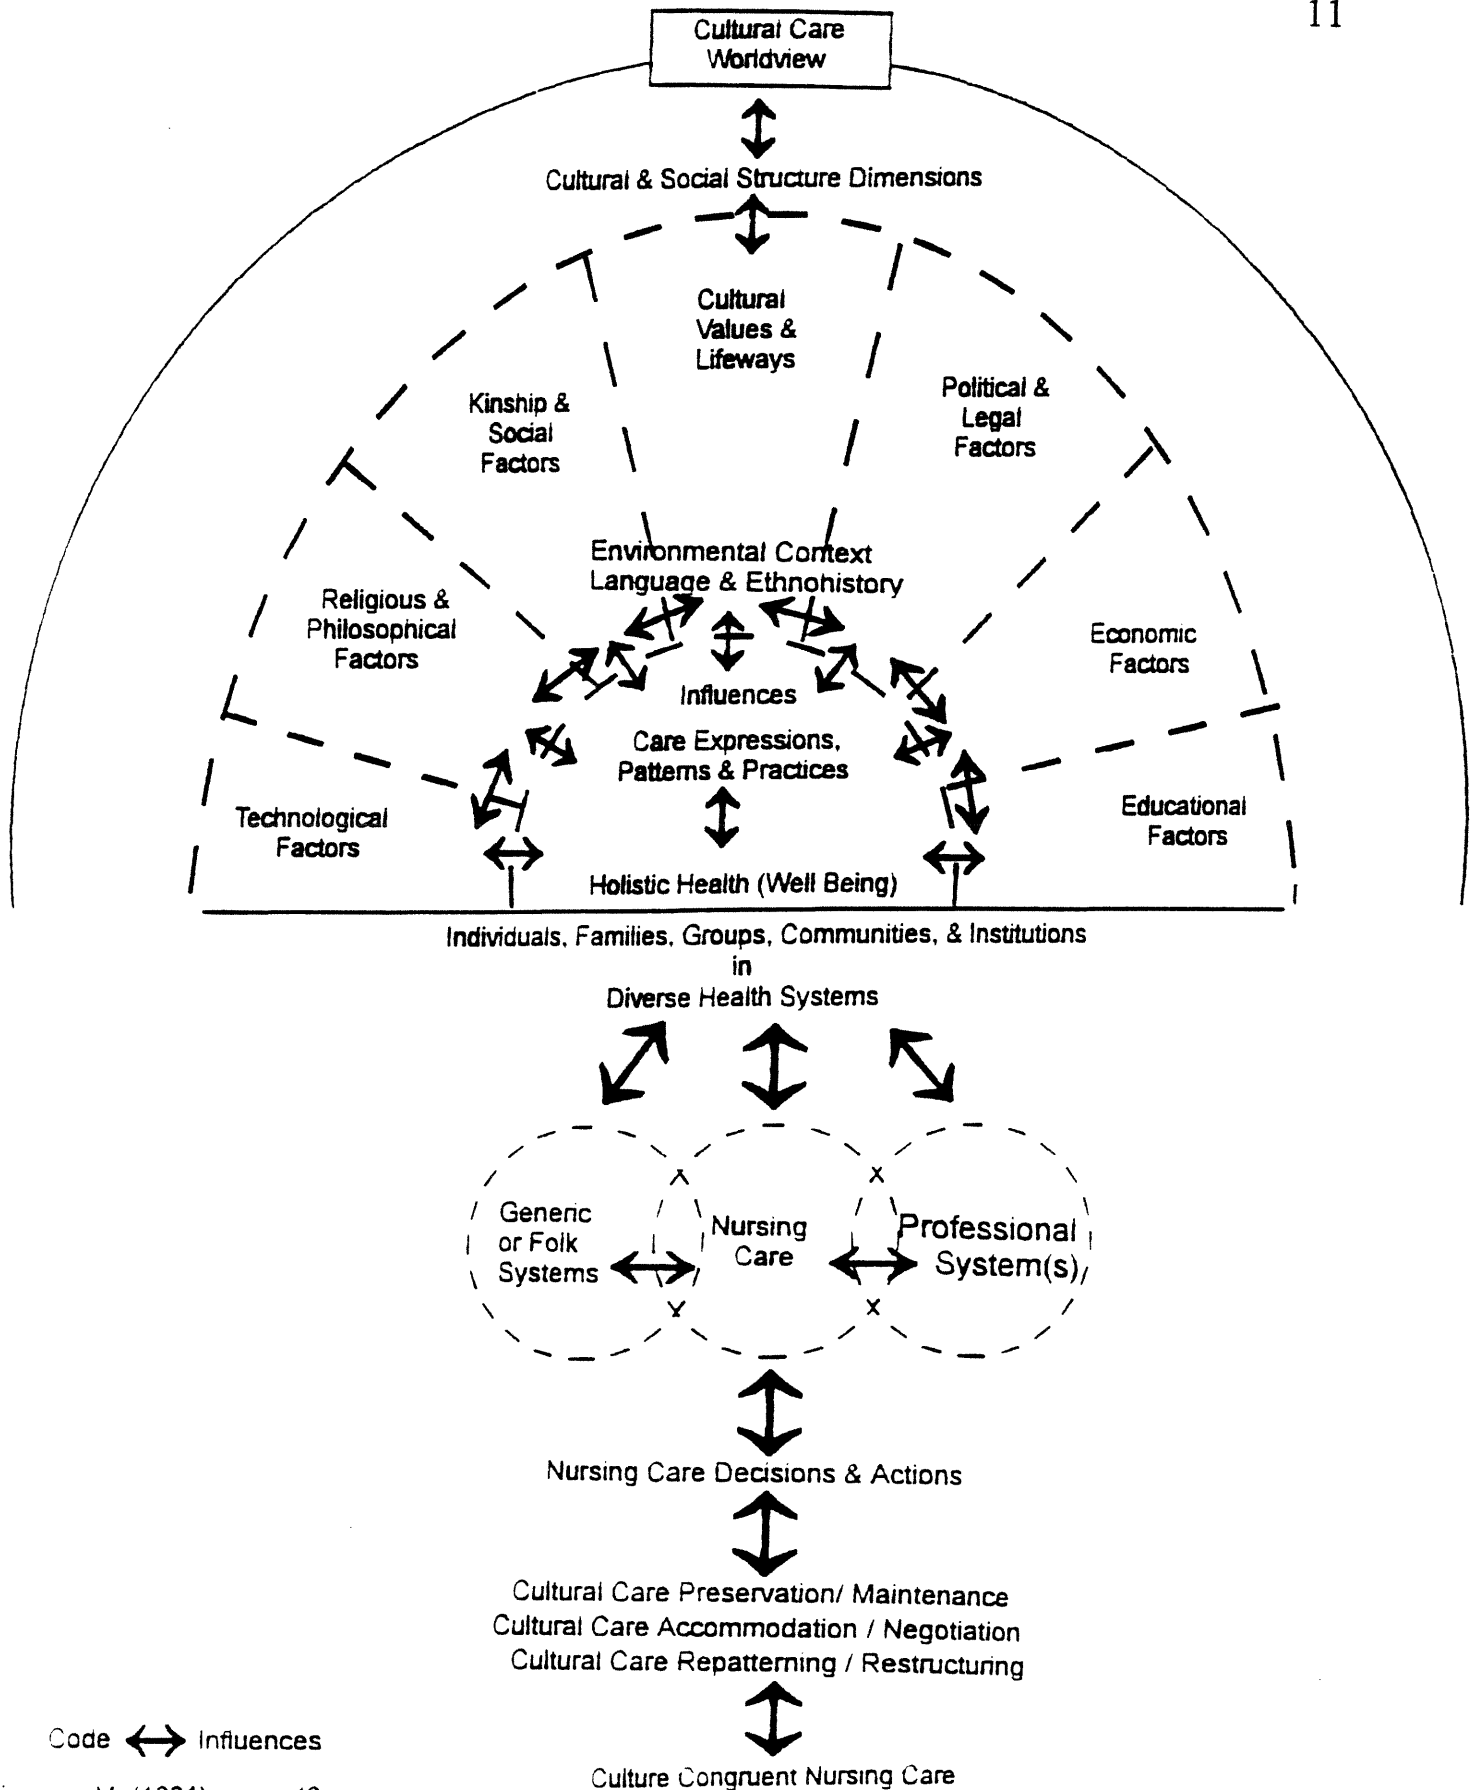 11
Cultural Care
Worldview
Cultural & Social Structure Dimensions
Cultural
Values &
Lifeways
Kinship &
Social
Factors
Political &
Legal
Factors
Religious &
Philosophical
Factors
Environmental Context
Language & Ethnohistory
Economic
Factors
Influences
Care Expressions,
Patterns & Practices
Technological
Factors
Educational
Factors
Holistic Health (Well Being)
Individuals, Families, Groups, Communities, & Institutions
in
Diverse Health Systems
Generic
or Folk
Systems
Nursing
Care
Professional
System(s)
Nursing Care Decisions & Actions
Cultural Care Preservation/ Maintenance
Cultural Care Accommodation / Negotiation
Cultural Care Repatterning / Restructuring
Code ↔ Influences
Culture Congruent Nursing Care